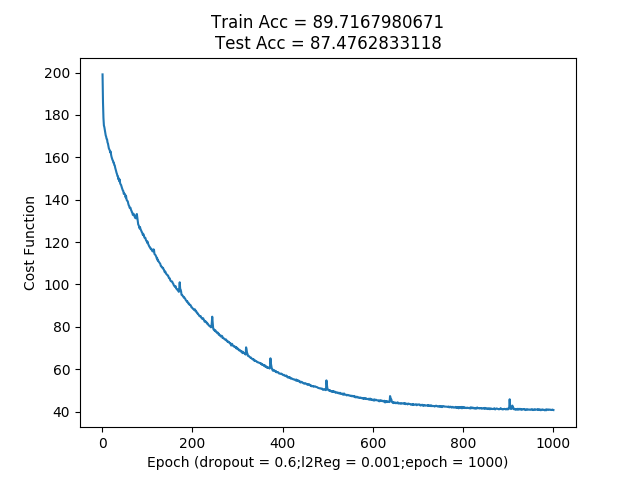 Train Acc = 89.7167980671
Test Acc = 87.4762833118
200
180
160
140
120
100
80
60
40
Cost Function
0 200 400 600 800 1000
Epoch (dropout = 0.6;l2Reg = 0.001;epoch = 1000)